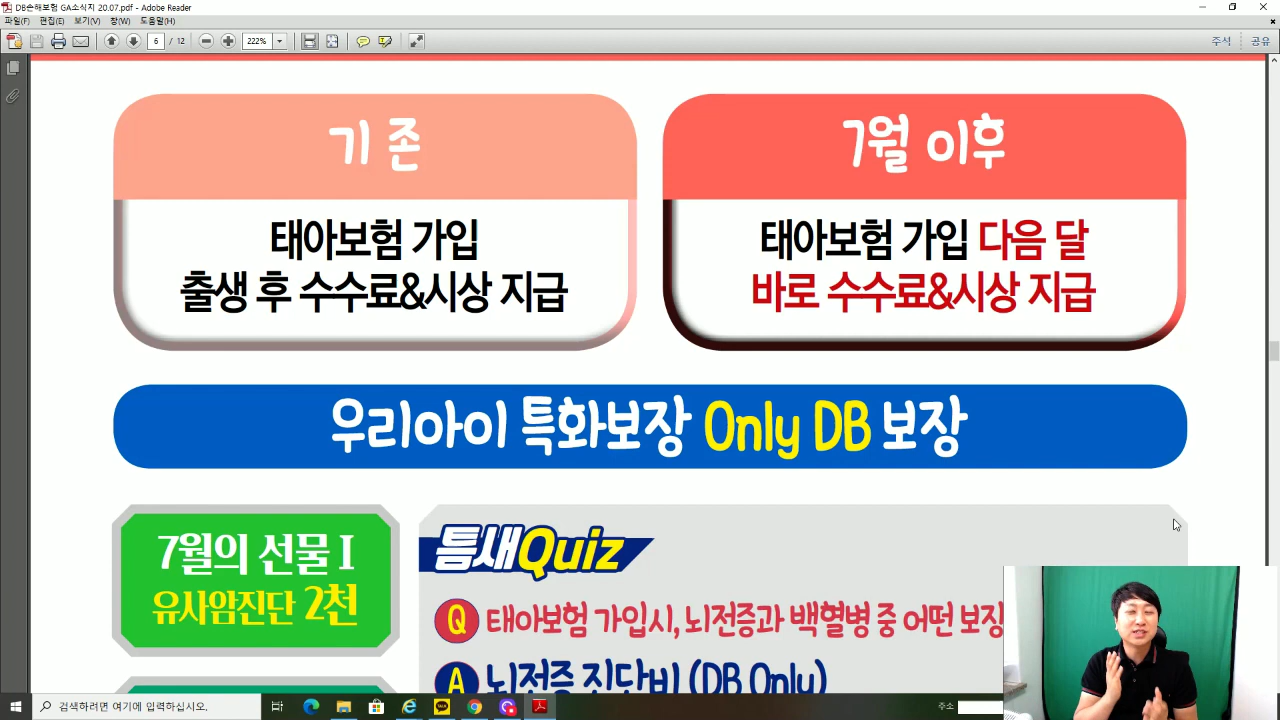 DB손해보험 GA소식지 20.07.pdf - Adobe Reader
파일(F) 편집(E) 보기(V) 창(W) 도움말(H)
6 / 12 222% 주석 공유
기 존
태아보험 가입
출생 후 수수료&시상 지급
7월 이후
태아보험 가입 다음 달
바로 수수료&시상 지급
우리아이 특화보장 Only DB 보장
7월의 선물 I
유사암진단 2천
틈새Quiz
Q 태아보험 가입시, 뇌전증과 백혈병 중 어떤 보장
A 뇌전증 진단비 (DB Only)
검색하려면 여기에 입력하십시오.
TALK
주소